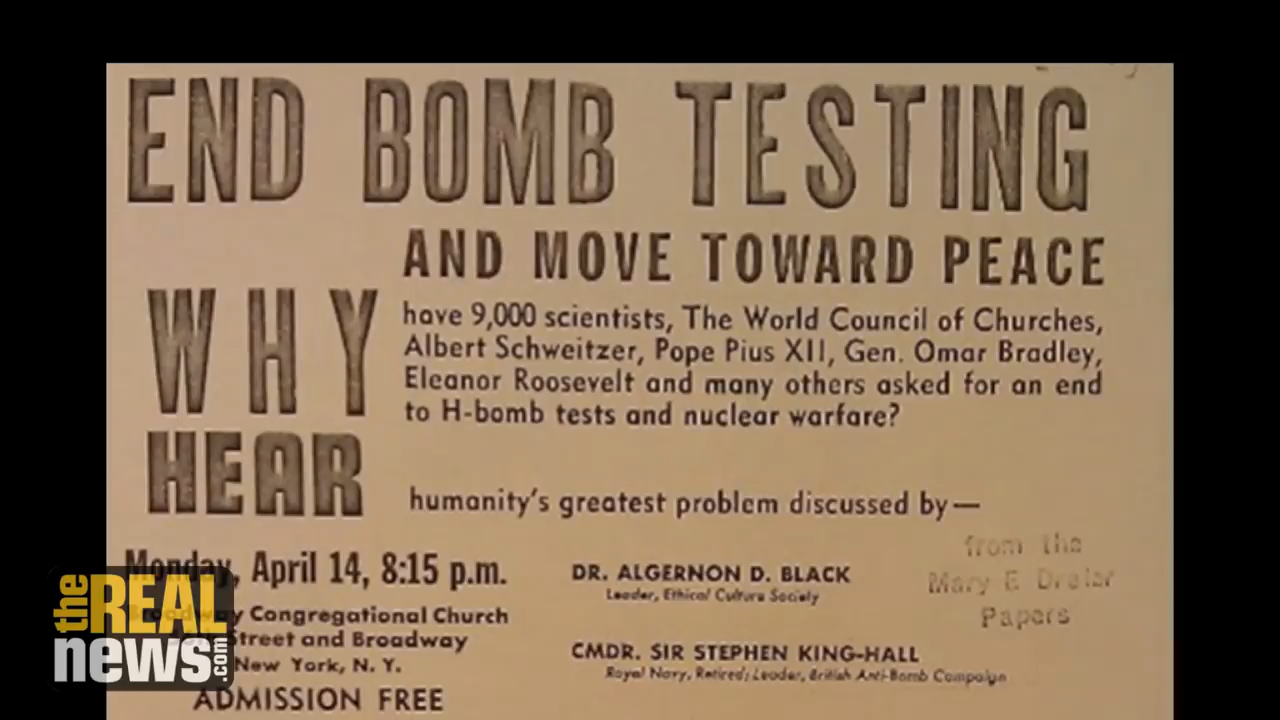 END BOMB TESTING
AND MOVE TOWARD PEACE
WHY
have 9,000 scientists, The World Council of Churches,
Albert Schweitzer, Pope Pius XII, Gen. Omar Bradley,
Eleanor Roosevelt and many others asked for an end
to H-bomb tests and nuclear warfare?
HEAR
humanity's greatest problem discussed by—
Monday, April 14, 8:15 p.m.
Broadway Congregational Church
Street and Broadway
New York, N. Y.
ADMISSION FREE
DR. ALGERNON D. BLACK
Leader, Ethical Culture Society
CMDR. SIR STEPHEN KING-HALL
Royal Navy, Retired; Leader, British Anti-Bomb Campaign
from the
Mary E Dreier
Papers
the REAL
news.com